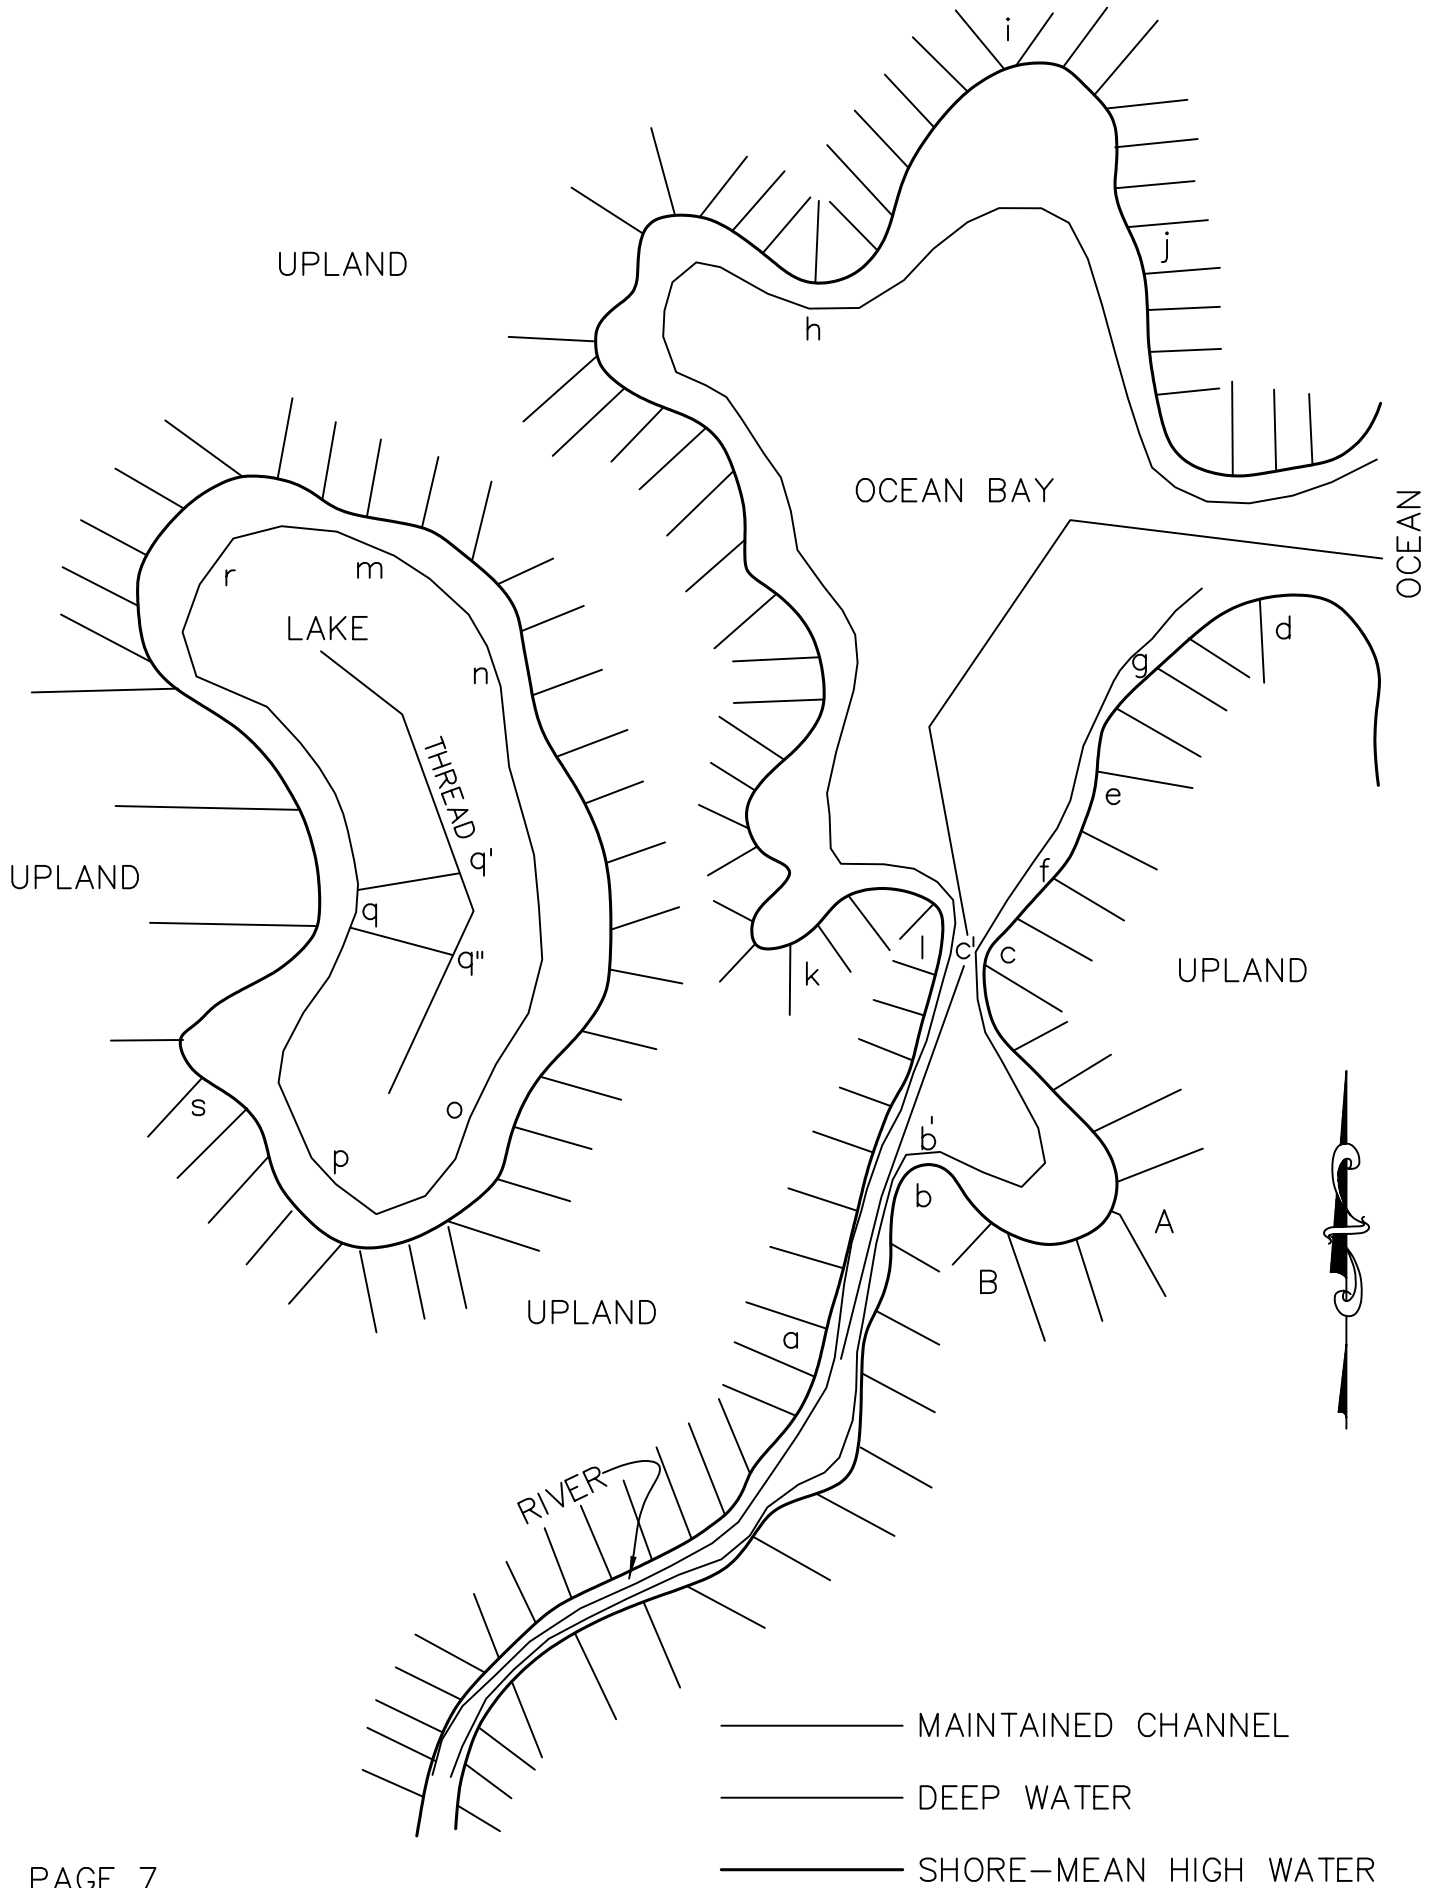 i
j
UPLAND
h
OCEAN BAY
OCEAN
r
m
LAKE
d
n
g
THREAD
e
q'
f
UPLAND
q
l
c'
c
q"
k
UPLAND
s
o
b'
p
b
A
B
UPLAND
a
RIVER
MAINTAINED CHANNEL
DEEP WATER
SHORE-MEAN HIGH WATER
PAGE 7